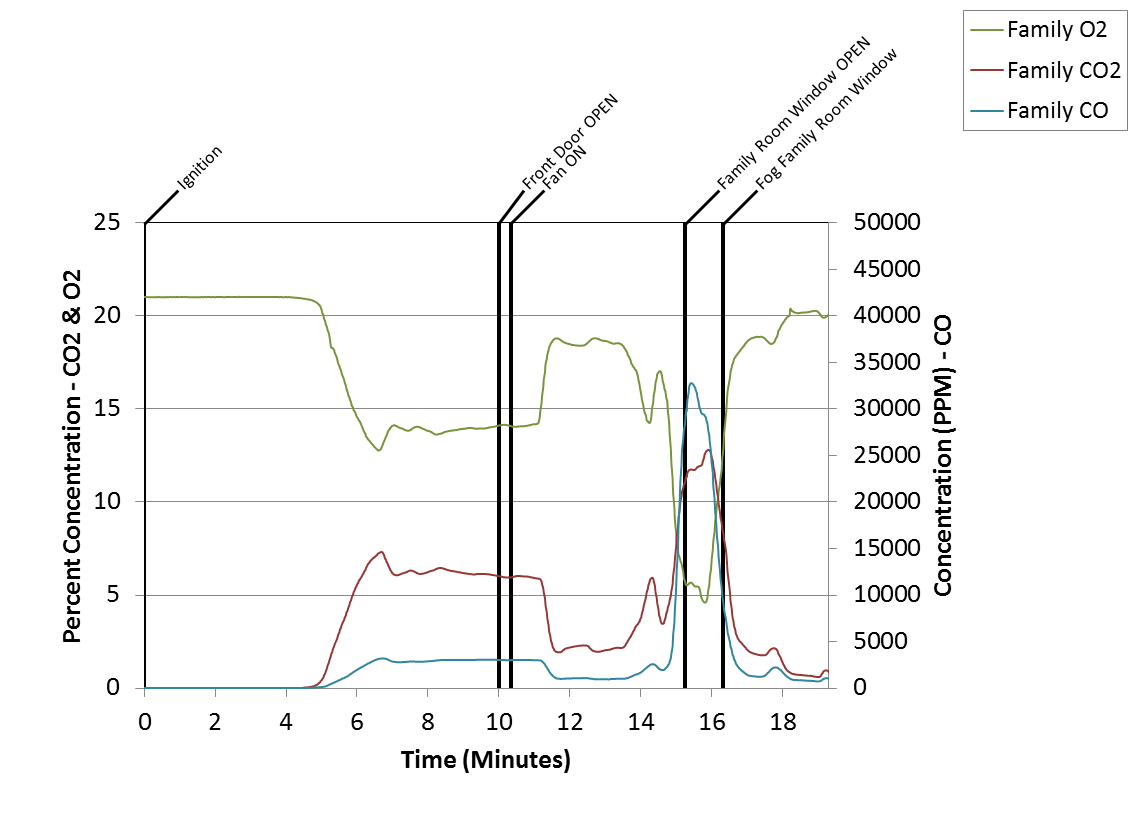 Family O2
Family CO2
Family CO
Ignition
Front Door OPEN
Fan ON
Family Room Window OPEN
Fog Family Room Window
Percent Concentration - CO2 & O2
25
20
15
10
5
0
50000
45000
40000
35000
30000
25000
20000
15000
10000
5000
0
Concentration (PPM) - CO
0 2 4 6 8 10 12 14 16 18
Time (Minutes)